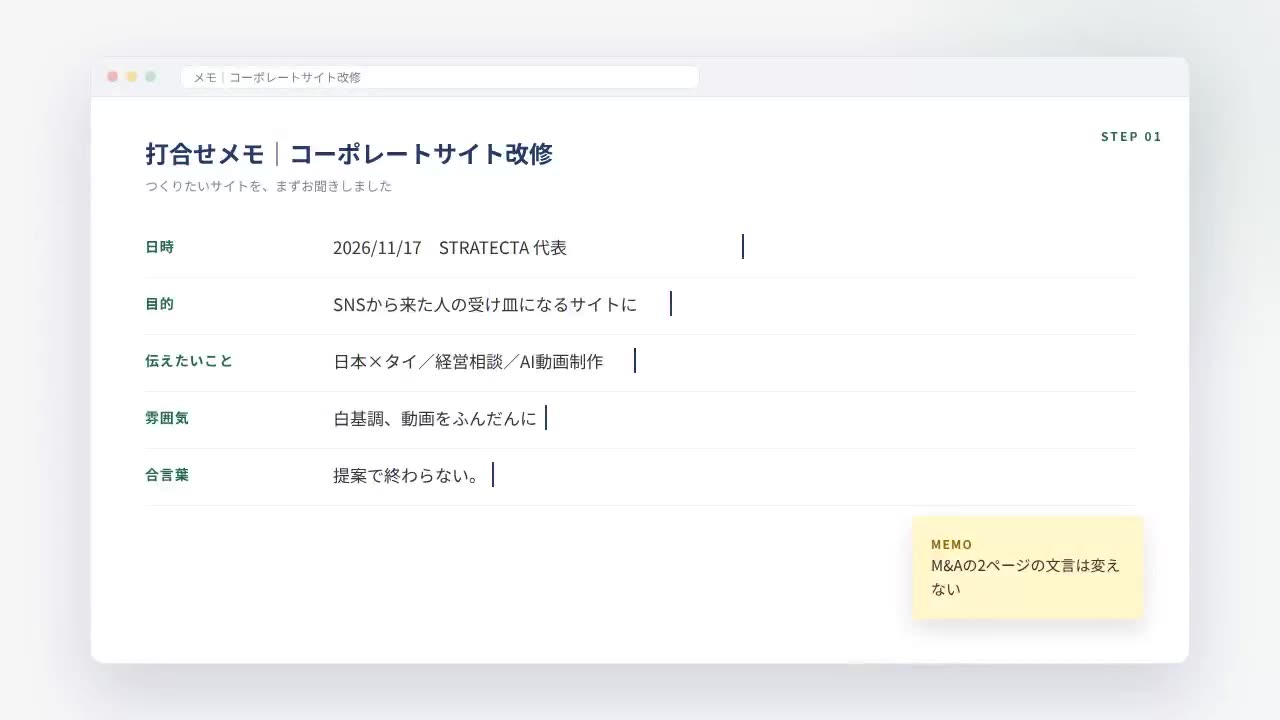 メモ｜コーポレートサイト改修
STEP 01
打合せメモ｜コーポレートサイト改修
つくりたいサイトを、まずお聞きしました
日時 2026/11/17 STRATECTA 代表
目的 SNSから来た人の受け皿になるサイトに
伝えたいこと 日本×タイ／経営相談／AI動画制作
雰囲気 白基調、動画をふんだんに
合言葉 提案で終わらない。
MEMO
M&Aの2ページの文言は変え
ない